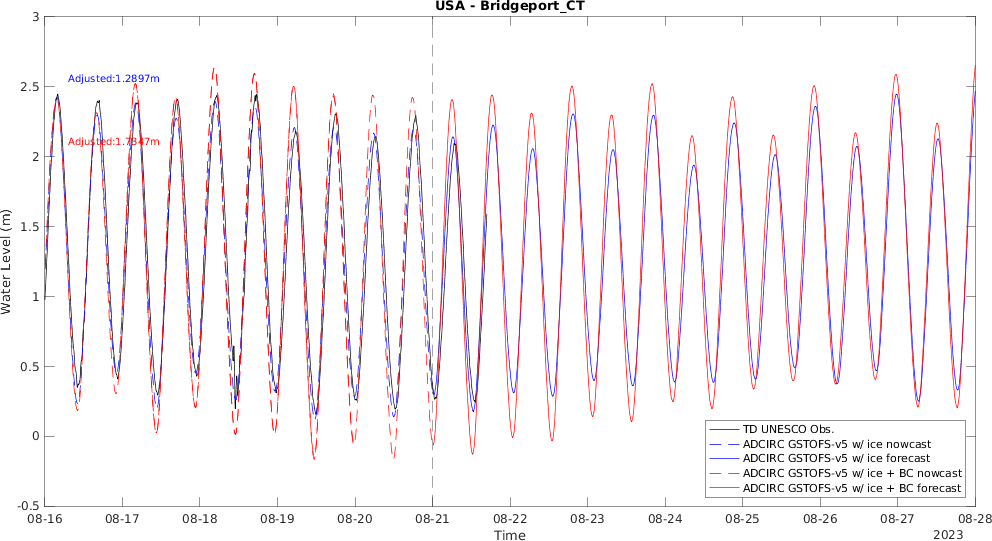 USA - Bridgeport_CT
3
2.5
2
1.5
1
0.5
0
-0.5
Water Level (m)
Adjusted:1.2897m
Adjusted:1.7347m
TD UNESCO Obs.
ADCIRC GSTOFS-v5 w/ ice nowcast
ADCIRC GSTOFS-v5 w/ ice forecast
ADCIRC GSTOFS-v5 w/ ice + BC nowcast
ADCIRC GSTOFS-v5 w/ ice + BC forecast
08-16 08-17 08-18 08-19 08-20 08-21 08-22 08-23 08-24 08-25 08-26 08-27 08-28
Time
2023